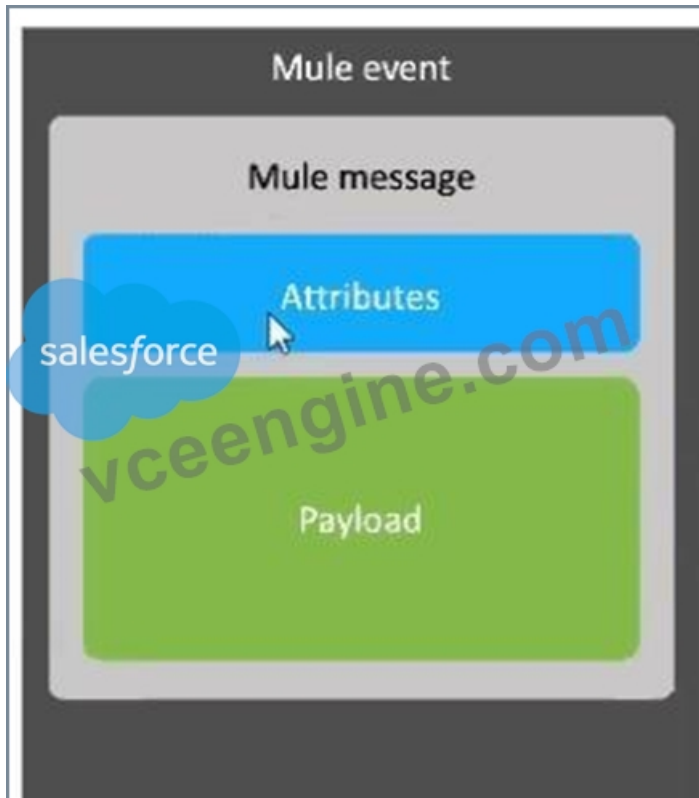 Mule event
Mule message
Attributes
salesforce
vceengine.com
Payload